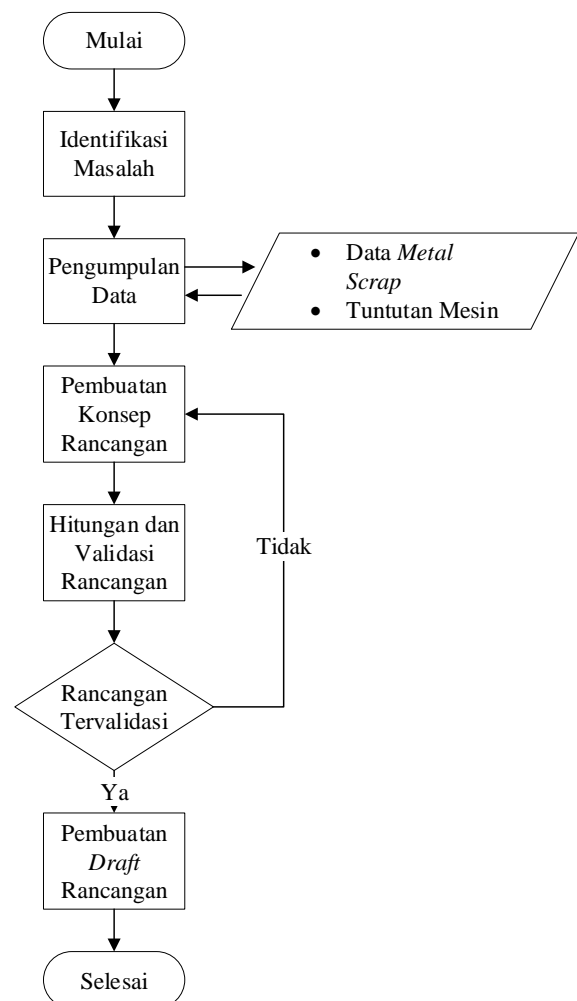 Mulai
Identifikasi
Masalah
Pengumpulan
Data
• Data Metal
Scrap
• Tuntutan Mesin
Pembuatan
Konsep
Rancangan
Hitungan dan
Validasi
Rancangan
Tidak
Rancangan
Tervalidasi
Ya
Pembuatan
Draft
Rancangan
Selesai